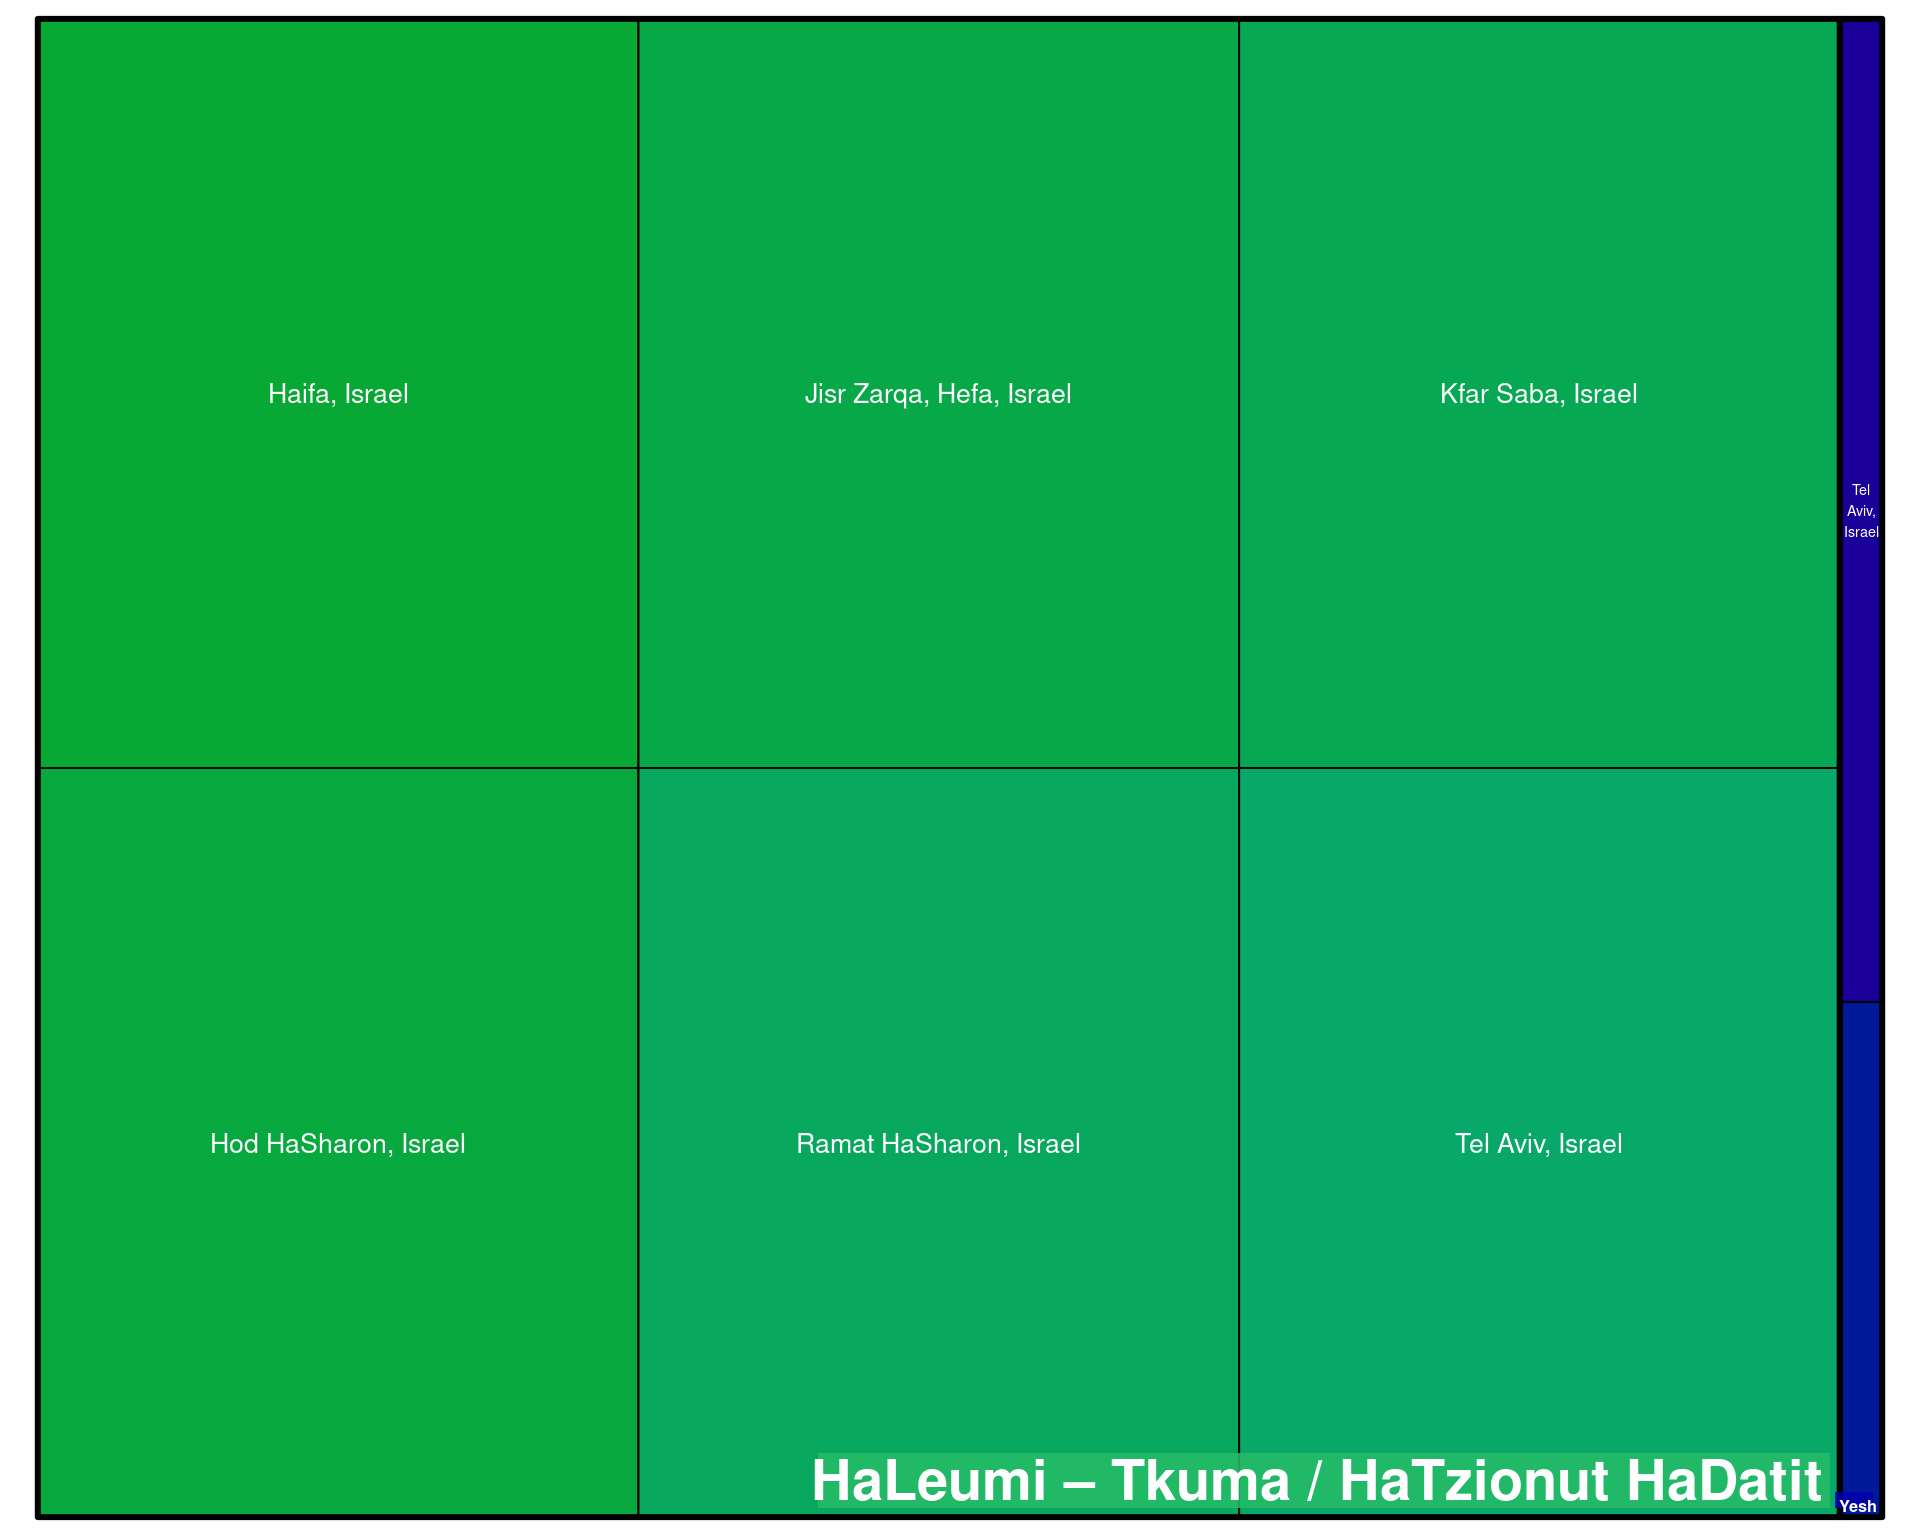 Haifa, Israel
Jisr Zarqa, Hefa, Israel
Kfar Saba, Israel
Tel
Aviv,
Israel
Hod HaSharon, Israel
Ramat HaSharon, Israel
Tel Aviv, Israel
HaLeumi – Tkuma / HaTzionut HaDatit
Yesh